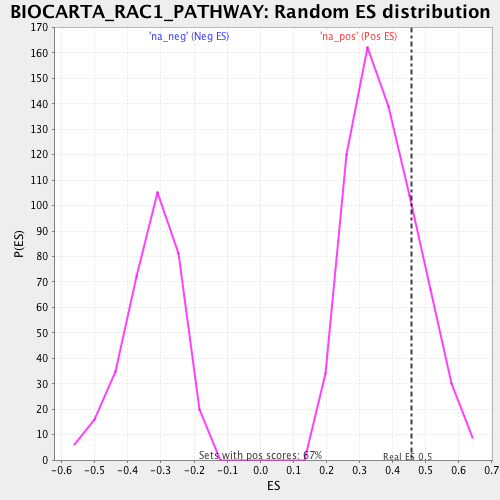 BIOCARTA_RAC1_PATHWAY: Random ES distribution
'na_neg' (Neg ES) 'na_pos' (Pos ES)
170
160
150
140
130
120
110
100
90
80
70
60
50
40
30
20
10
0
P(ES)
Sets with pos scores: 67%
Real ES 0.5
-0.6 -0.5 -0.4 -0.3 -0.2 -0.1 0.0 0.1 0.2 0.3 0.4 0.5 0.6 0.7
ES